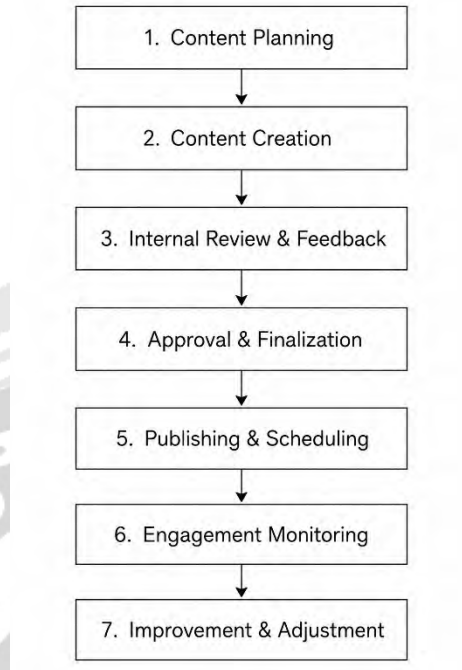 1. Content Planning
2. Content Creation
3. Internal Review & Feedback
4. Approval & Finalization
5. Publishing & Scheduling
6. Engagement Monitoring
7. Improvement & Adjustment